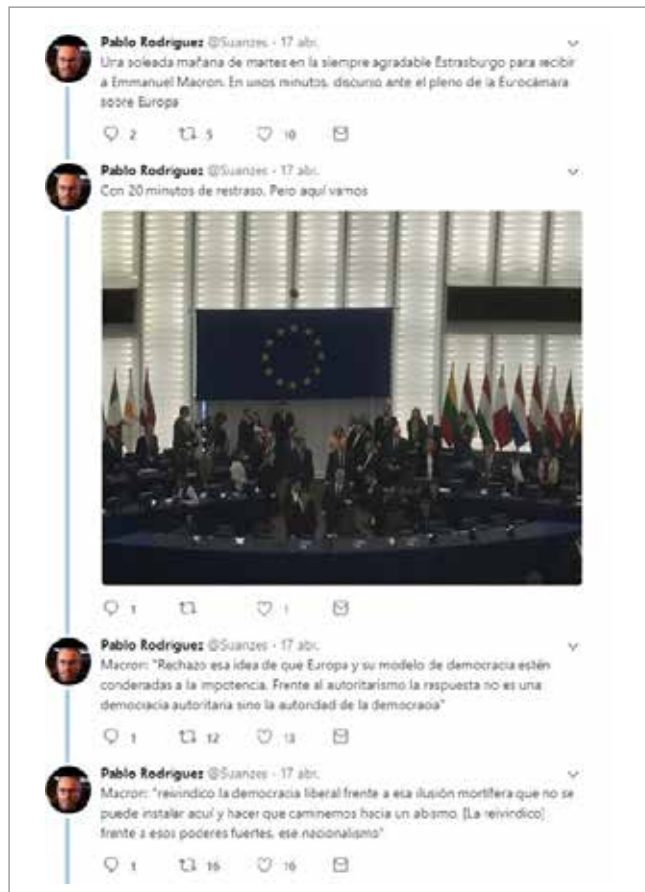 Pablo Rodríguez @Suanzes · 17 abr.
Una soleada mañana de martes en la siempre agradable Estrasburgo para recibir
a Emmanuel Macron. En unos minutos, discurso ante el pleno de la Eurocámara
sobre Europa
2 5 10
Pablo Rodríguez @Suanzes · 17 abr.
Con 20 minutos de restraso. Pero aquí vamos
1 1
Pablo Rodríguez @Suanzes · 17 abr.
Macron: "Rechazo esa idea de que Europa y su modelo de democracia estén
condenadas a la impotencia. Frente al autoritarismo la respuesta no es una
democracia autoritaria sino la autoridad de la democracia"
1 12 13
Pablo Rodríguez @Suanzes · 17 abr.
Macron: "reivindico la democracia liberal frente a esa ilusión mortífera que no se
puede instalar aquí y hacer que caminemos hacia un abismo. [La reivindico]
frente a esos poderes fuertes, ese nacionalismo"
1 16 16